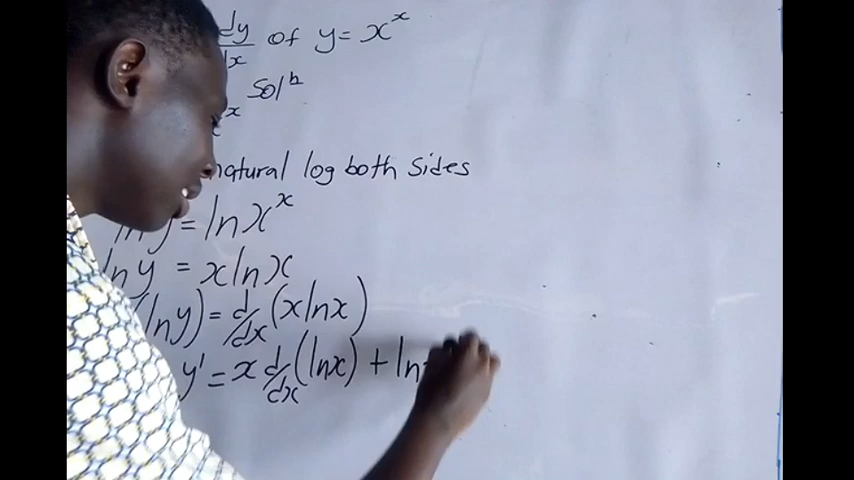 dy/dx of y = x^x
Sol^n
natural log both sides
ln y = ln x^x
ln y = x ln x
(ln y) = d/dx (x ln x)
y' = x d/dx (ln x) + ln